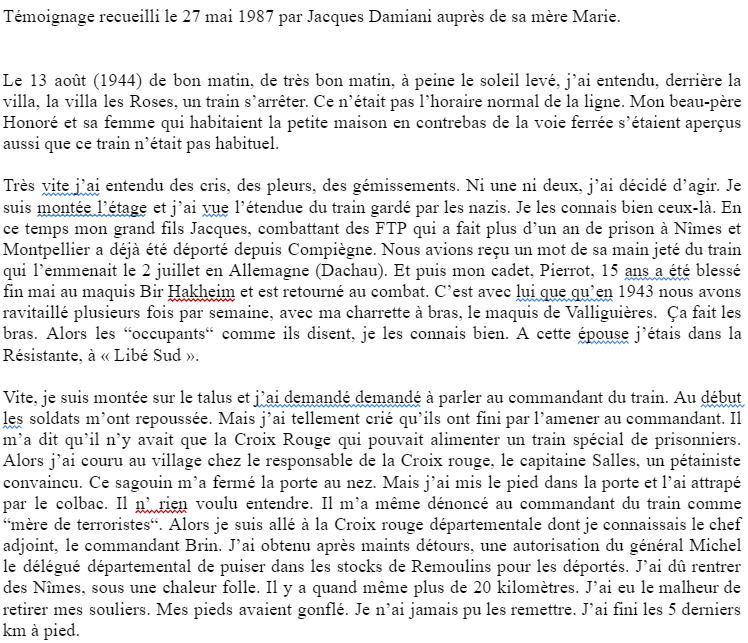 Témoignage recueilli le 27 mai 1987 par Jacques Damiani auprès de sa mère Marie.
Le 13 août (1944) de bon matin, de très bon matin, à peine le soleil levé, j’ai entendu, derrière la
villa, la villa les Roses, un train s’arrêter. Ce n’était pas l’horaire normal de la ligne. Mon beau-père
Honoré et sa femme qui habitaient la petite maison en contrebas de la voie ferrée s’étaient aperçus
aussi que ce train n’était pas habituel.
Très vite j’ai entendu des cris, des pleurs, des gémissements. Ni une ni deux, j’ai décidé d’agir. Je
suis montée l’étage et j’ai vue l’étendue du train gardé par les nazis. Je les connais bien ceux-là. En
ce temps mon grand fils Jacques, combattant des FTP qui a fait plus d’un an de prison à Nîmes et
Montpellier a déjà été déporté depuis Compiègne. Nous avions reçu un mot de sa main jeté du train
qui l’emmenait le 2 juillet en Allemagne (Dachau). Et puis mon cadet, Pierrot, 15 ans a été blessé
fin mai au maquis Bir Hakheim et est retourné au combat. C’est avec lui que qu’en 1943 nous avons
ravitaillé plusieurs fois par semaine, avec ma charrette à bras, le maquis de Valliguières. Ça fait les
bras. Alors les “occupants“ comme ils disent, je les connais bien. A cette épouse j’étais dans la
Résistante, à « Libé Sud ».
Vite, je suis montée sur le talus et j’ai demandé demandé à parler au commandant du train. Au début
les soldats m’ont repoussée. Mais j’ai tellement crié qu’ils ont fini par l’amener au commandant. Il
m’a dit qu’il n’y avait que la Croix Rouge qui pouvait alimenter un train spécial de prisonniers.
Alors j’ai couru au village chez le responsable de la Croix rouge, le capitaine Salles, un pétainiste
convaincu. Ce sagouin m’a fermé la porte au nez. Mais j’ai mis le pied dans la porte et l’ai attrapé
par le colbac. Il n’ rien voulu entendre. Il m’a même dénoncé au commandant du train comme
“mère de terroristes“. Alors je suis allé à la Croix rouge départementale dont je connaissais le chef
adjoint, le commandant Brin. J’ai obtenu après maints détours, une autorisation du général Michel
le délégué départemental de puiser dans les stocks de Remoulins pour les déportés. J’ai dû rentrer
des Nîmes, sous une chaleur folle. Il y a quand même plus de 20 kilomètres. J’ai eu le malheur de
retirer mes souliers. Mes pieds avaient gonflé. Je n’ai jamais pu les remettre. J’ai fini les 5 derniers
km à pied.